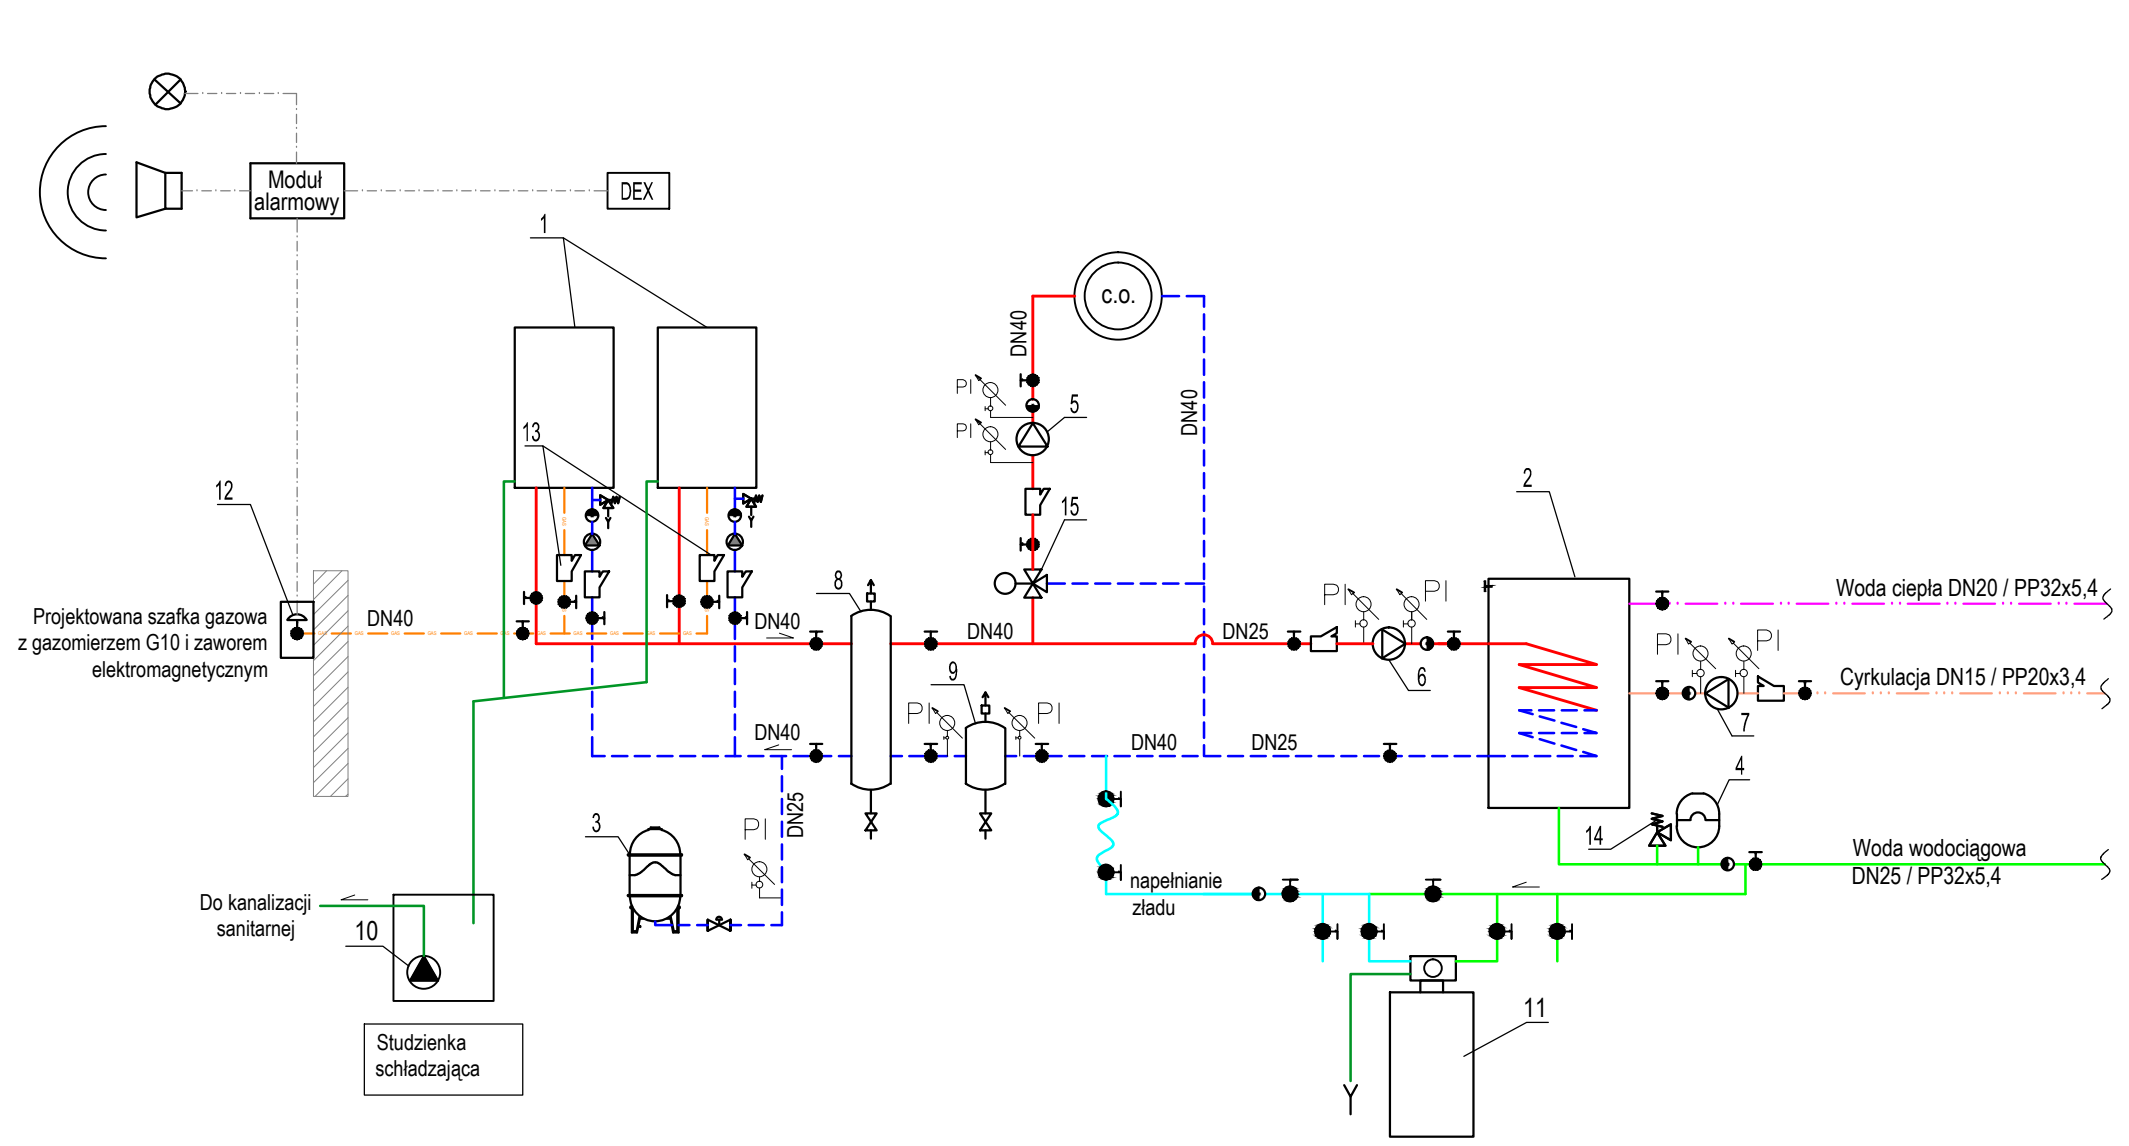 Moduł
alarmowy
DEX
1
c.o.
DN40
DN40
PI
PI
5
13
12
15
2
8
Projektowana szafka gazowa
z gazomierzem G10 i zaworem
elektromagnetycznym
DN40
DN40
DN40
DN25
PI
PI
6
Woda ciepła DN20 / PP32x5,4
PI
PI
Cyrkulacja DN15 / PP20x3,4
7
9
PI
PI
DN40
DN40
DN25
4
3
PI
DN25
14
Woda wodociągowa
DN25 / PP32x5,4
napełnianie
zładu
Do kanalizacji
sanitarnej
10
11
Studzienka
schładzająca